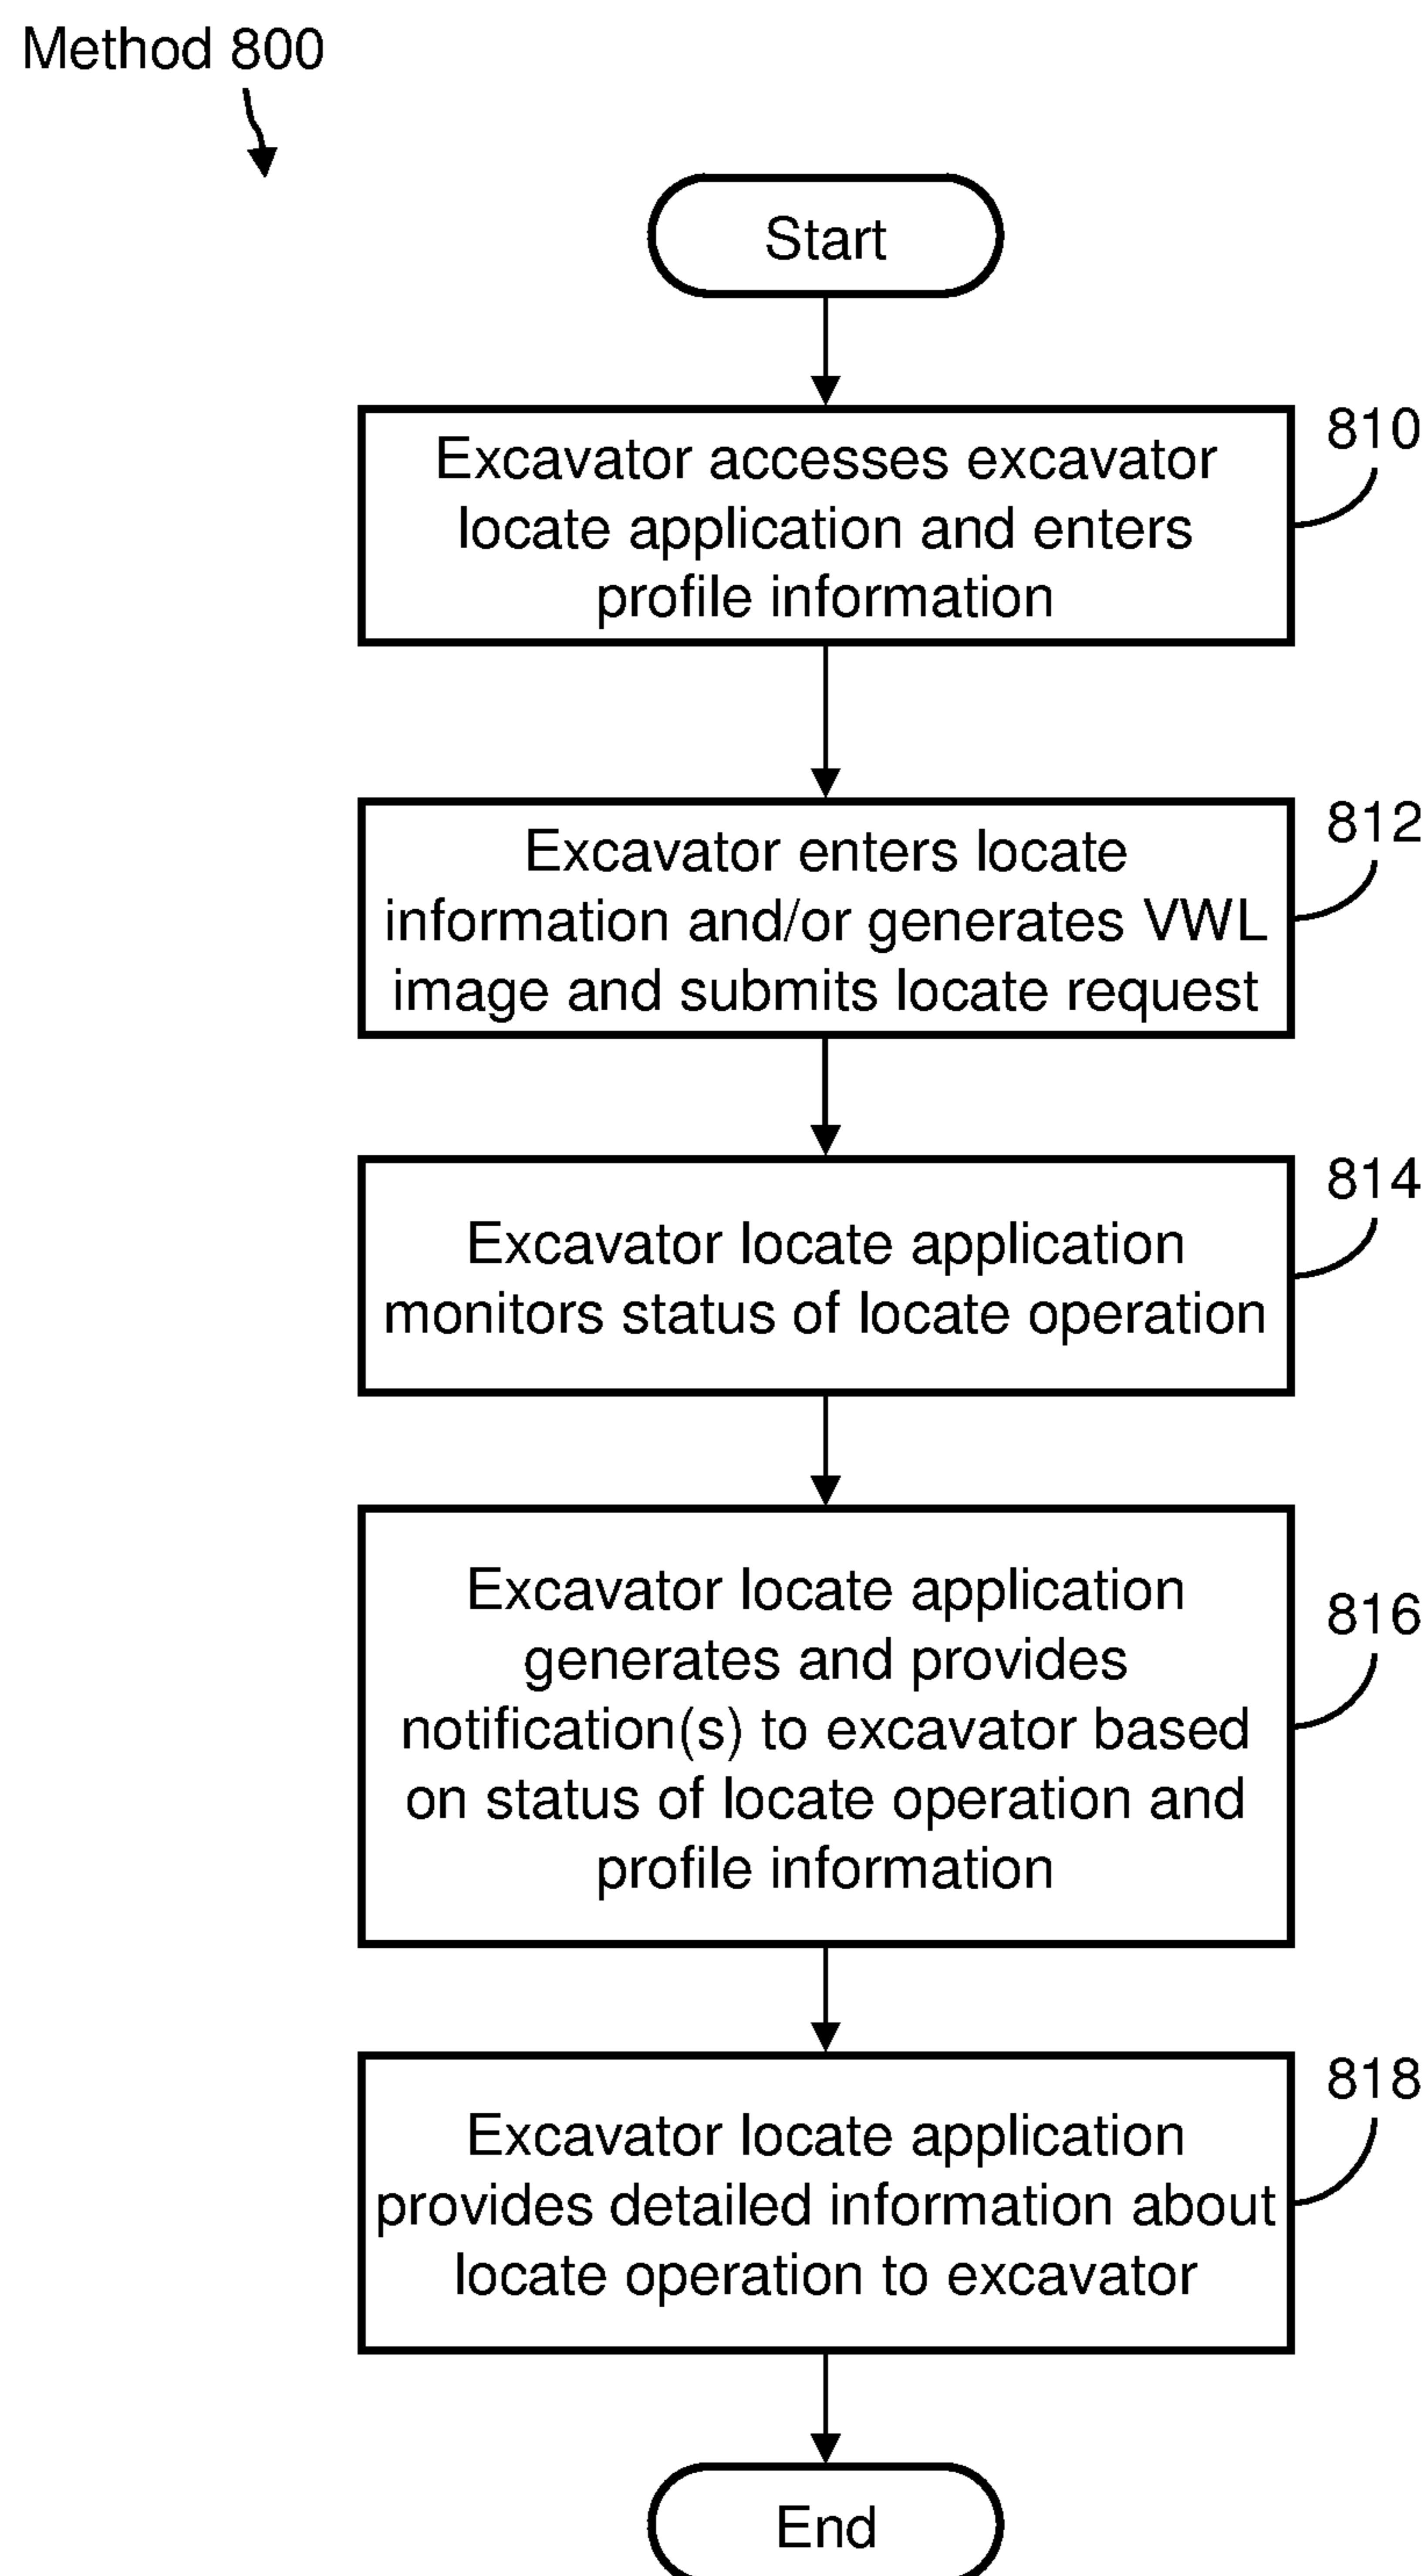 Method 800
Start
810
Excavator accesses excavator
locate application and enters
profile information
812
Excavator enters locate
information and/or generates VWL
image and submits locate request
814
Excavator locate application
monitors status of locate operation
816
Excavator locate application
generates and provides
notification(s) to excavator based
on status of locate operation and
profile information
818
Excavator locate application
provides detailed information about
locate operation to excavator
End